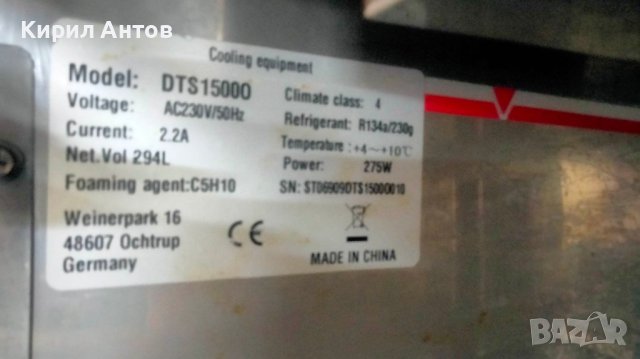 Кирил Антов
Cooling equipment
Model: DTS15000
Voltage: AC230V/50Hz
Current: 2.2A
Net.Vol 294L
Foaming agent:C5H10
Climate class: 4
Refrigerant: R134a/230g
Temperature :+4~+10℃
Power: 275W
SN: ST06909DTS15000010
Weinerpark 16
48607 Ochtrup
Germany
CE
MADE IN CHINA
BAZAR